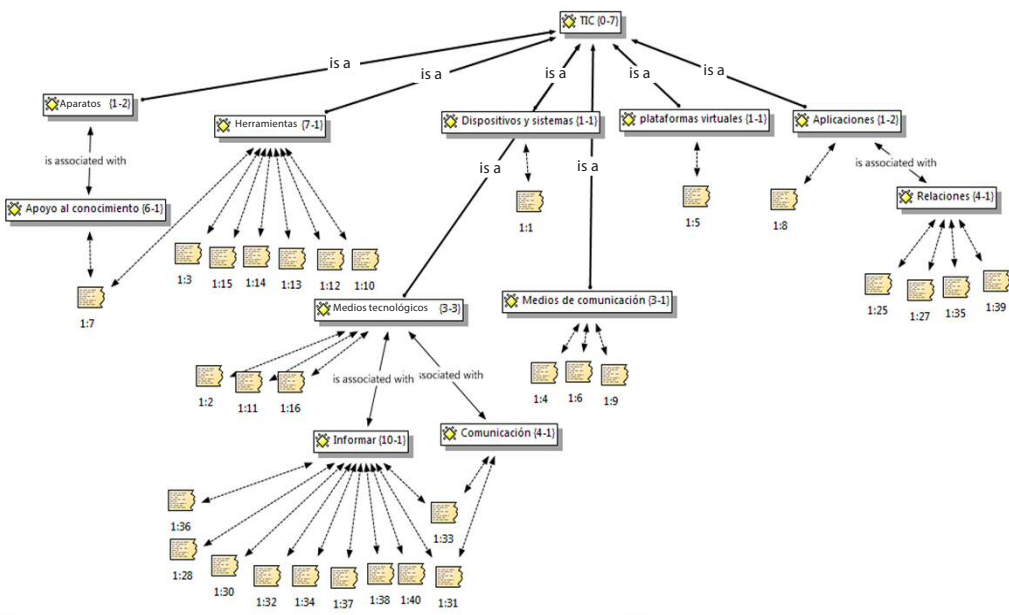 TIC {0-7}
is a
is a
is a
is a
is a
Aparatos {1-2}
Herramientas {7-1}
Dispositivos y sistemas {1-1}
plataformas virtuales {1-1}
Aplicaciones {1-2}
is associated with
is a
is a
is associated with
Apoyo al conocimiento {6-1}
Relaciones {4-1}
1:1
1:5
1:8
1:3
1:15
1:14
1:13
1:12
1:10
1:25
1:27
1:35
1:39
1:7
Medios tecnológicos {3-3}
Medios de comunicación {3-1}
1:2
1:11
1:16
is associated with
isociated with
1:4
1:6
1:9
Informar {10-1}
Comunicación {4-1}
1:36
1:33
1:28
1:30
1:32
1:34
1:37
1:38
1:40
1:31